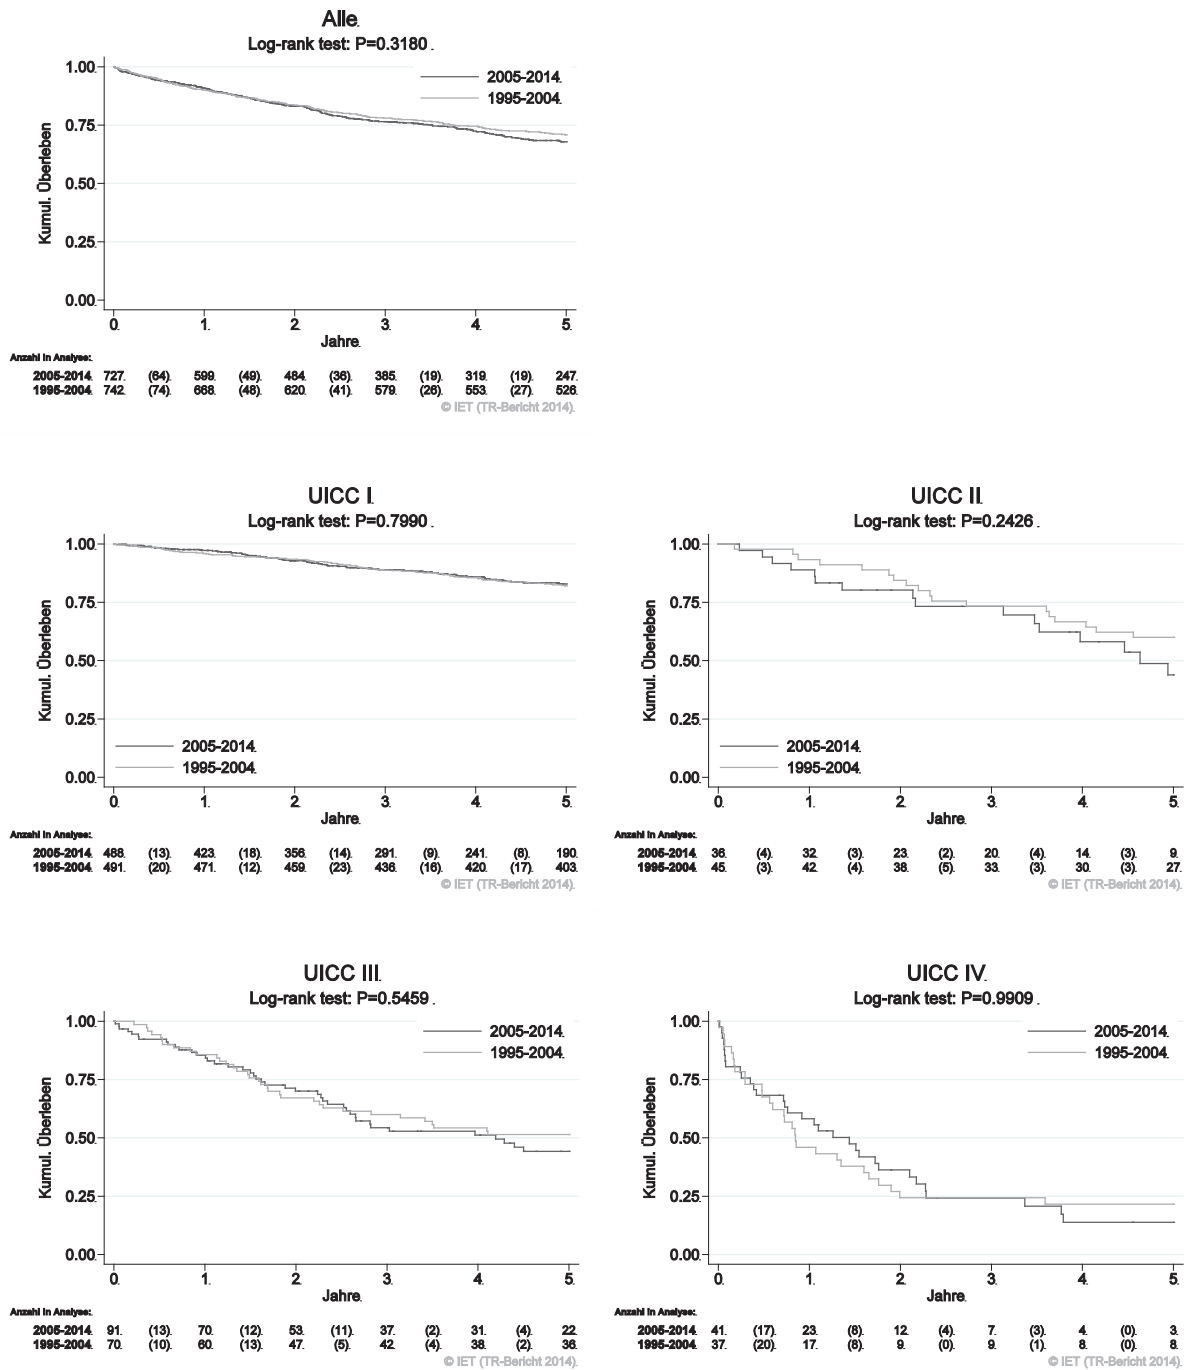 Alle.
Log-rank test: P=0.3180 .
1.00.
0.75.
0.50.
0.25.
0.00.
Kumul. Überleben
2005-2014.
1995-2004.
0. 1. 2. 3. 4. 5.
Jahre.
Anzahl in Analyse:.
2005-2014. 727. (64). 599. (49). 484. (36). 385. (19). 319. (19). 247.
1995-2004. 742. (74). 668. (48). 620. (41). 579. (26). 553. (27). 526.
© IET (TR-Bericht 2014).
UICC I.
Log-rank test: P=0.7990 .
1.00.
0.75.
0.50.
0.25.
0.00.
Kumul. Überleben
2005-2014.
1995-2004.
0. 1. 2. 3. 4. 5.
Jahre.
Anzahl in Analyse:.
2005-2014. 488. (13). 423. (18). 356. (14). 291. (9). 241. (8). 190.
1995-2004. 491. (20). 471. (12). 459. (23). 436. (16). 420. (17). 403.
© IET (TR-Bericht 2014).
UICC II.
Log-rank test: P=0.2426 .
1.00.
0.75.
0.50.
0.25.
0.00.
Kumul. Überleben
2005-2014.
1995-2004.
0. 1. 2. 3. 4. 5.
Jahre.
Anzahl in Analyse:.
2005-2014. 36. (4). 32. (3). 23. (2). 20. (4). 14. (3). 9.
1995-2004. 45. (3). 42. (4). 38. (5). 33. (3). 30. (3). 27.
© IET (TR-Bericht 2014).
UICC III.
Log-rank test: P=0.5459 .
1.00.
0.75.
0.50.
0.25.
0.00.
Kumul. Überleben
2005-2014.
1995-2004.
0. 1. 2. 3. 4. 5.
Jahre.
Anzahl in Analyse:.
2005-2014. 91. (13). 70. (12). 53. (11). 37. (2). 31. (4). 22.
1995-2004. 70. (10). 60. (13). 47. (5). 42. (4). 38. (2). 36.
© IET (TR-Bericht 2014).
UICC IV.
Log-rank test: P=0.9909 .
1.00.
0.75.
0.50.
0.25.
0.00.
Kumul. Überleben
2005-2014.
1995-2004.
0. 1. 2. 3. 4. 5.
Jahre.
Anzahl in Analyse:.
2005-2014. 41. (17). 23. (8). 12. (4). 7. (3). 4. (0). 3.
1995-2004. 37. (20). 17. (8). 9. (0). 9. (1). 8. (0). 8.
© IET (TR-Bericht 2014).